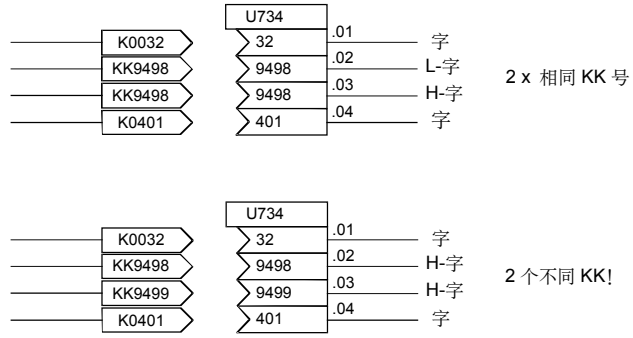 U734
K0032 32 .01 字
KK9498 9498 .02 L-字
KK9498 9498 .03 H-字
K0401 401 .04 字
2 x 相同 KK 号
U734
K0032 32 .01 字
KK9498 9498 .02 H-字
KK9499 9499 .03 H-字
K0401 401 .04 字
2 个不同 KK!